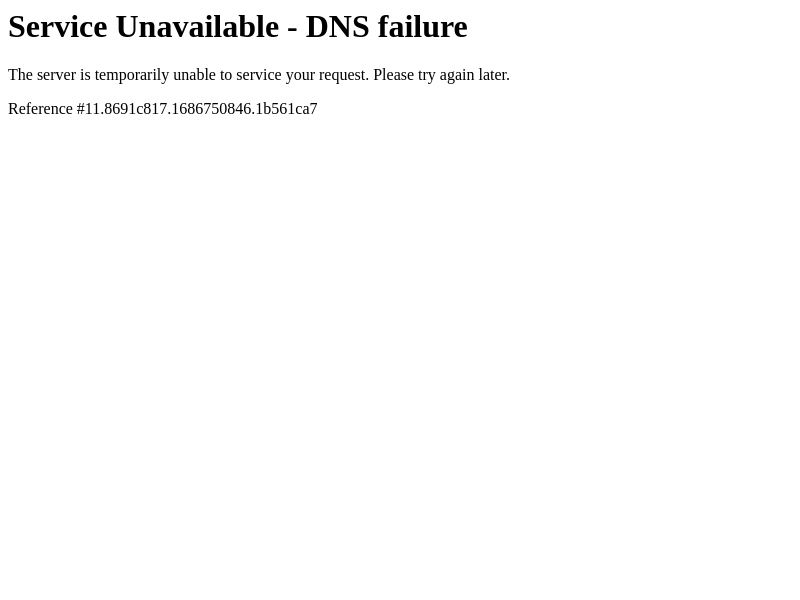 Service Unavailable - DNS failure
The server is temporarily unable to service your request. Please try again later.
Reference #11.8691c817.1686750846.1b561ca7